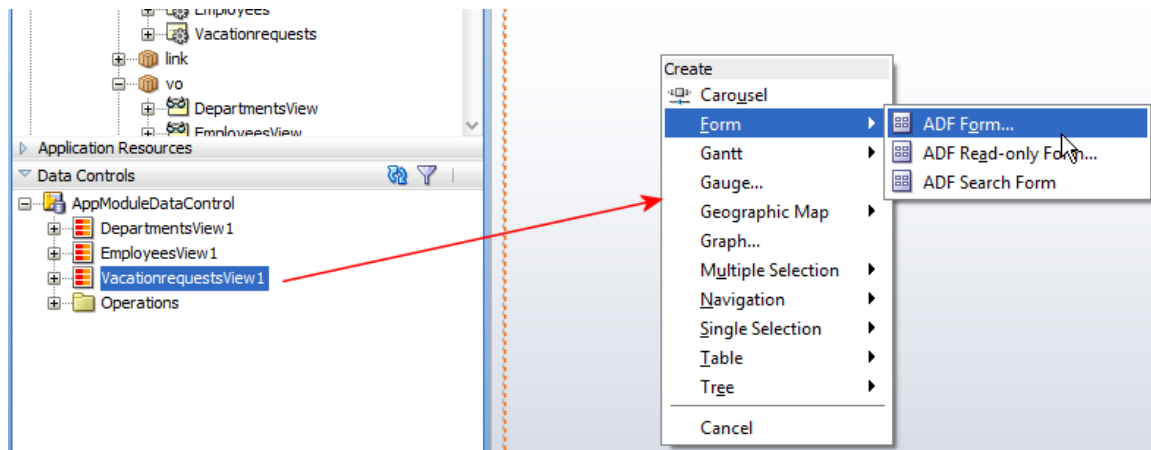 Employees
Vacationrequests
link
vo
DepartmentsView
EmployeesView
Application Resources
Data Controls
AppModuleDataControl
DepartmentsView1
EmployeesView1
VacationrequestsView1
Operations
Create
Carousel
Form
Gantt
Gauge...
Geographic Map
Graph...
Multiple Selection
Navigation
Single Selection
Table
Tree
Cancel
ADF Form...
ADF Read-only Form...
ADF Search Form